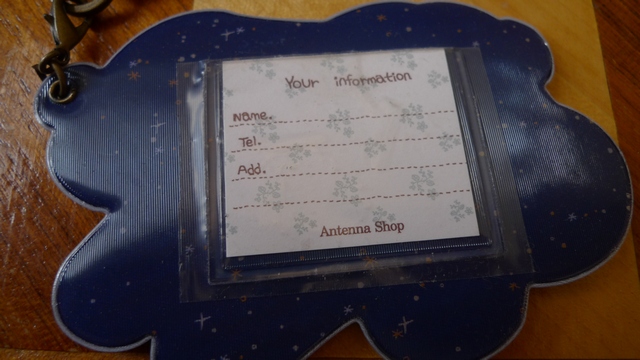 Your information
Name.
Tel.
Add.
Antenna Shop